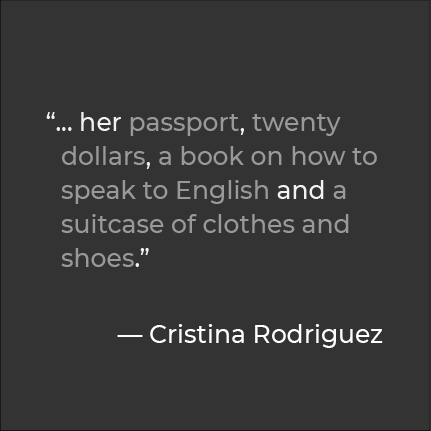 “... her passport, twenty
dollars, a book on how to
speak to English and a
suitcase of clothes and
shoes.”
— Cristina Rodriguez